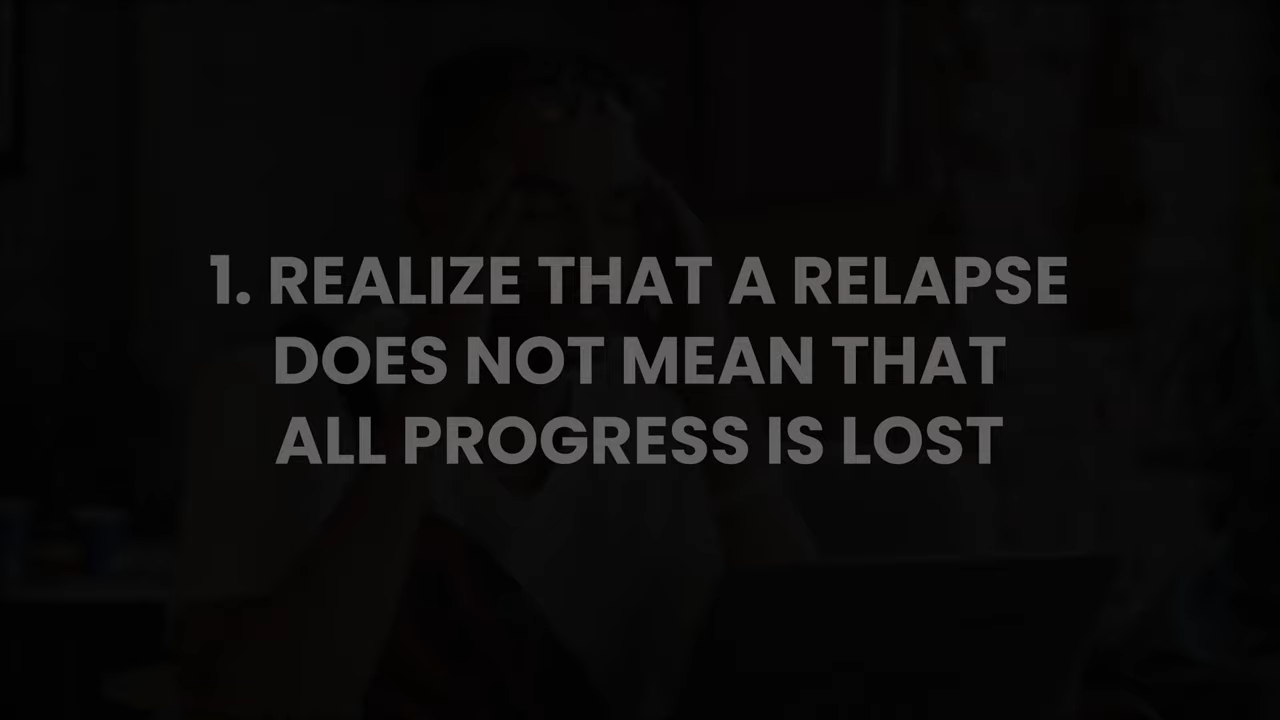 1. REALIZE THAT A RELAPSE
DOES NOT MEAN THAT
ALL PROGRESS IS LOST